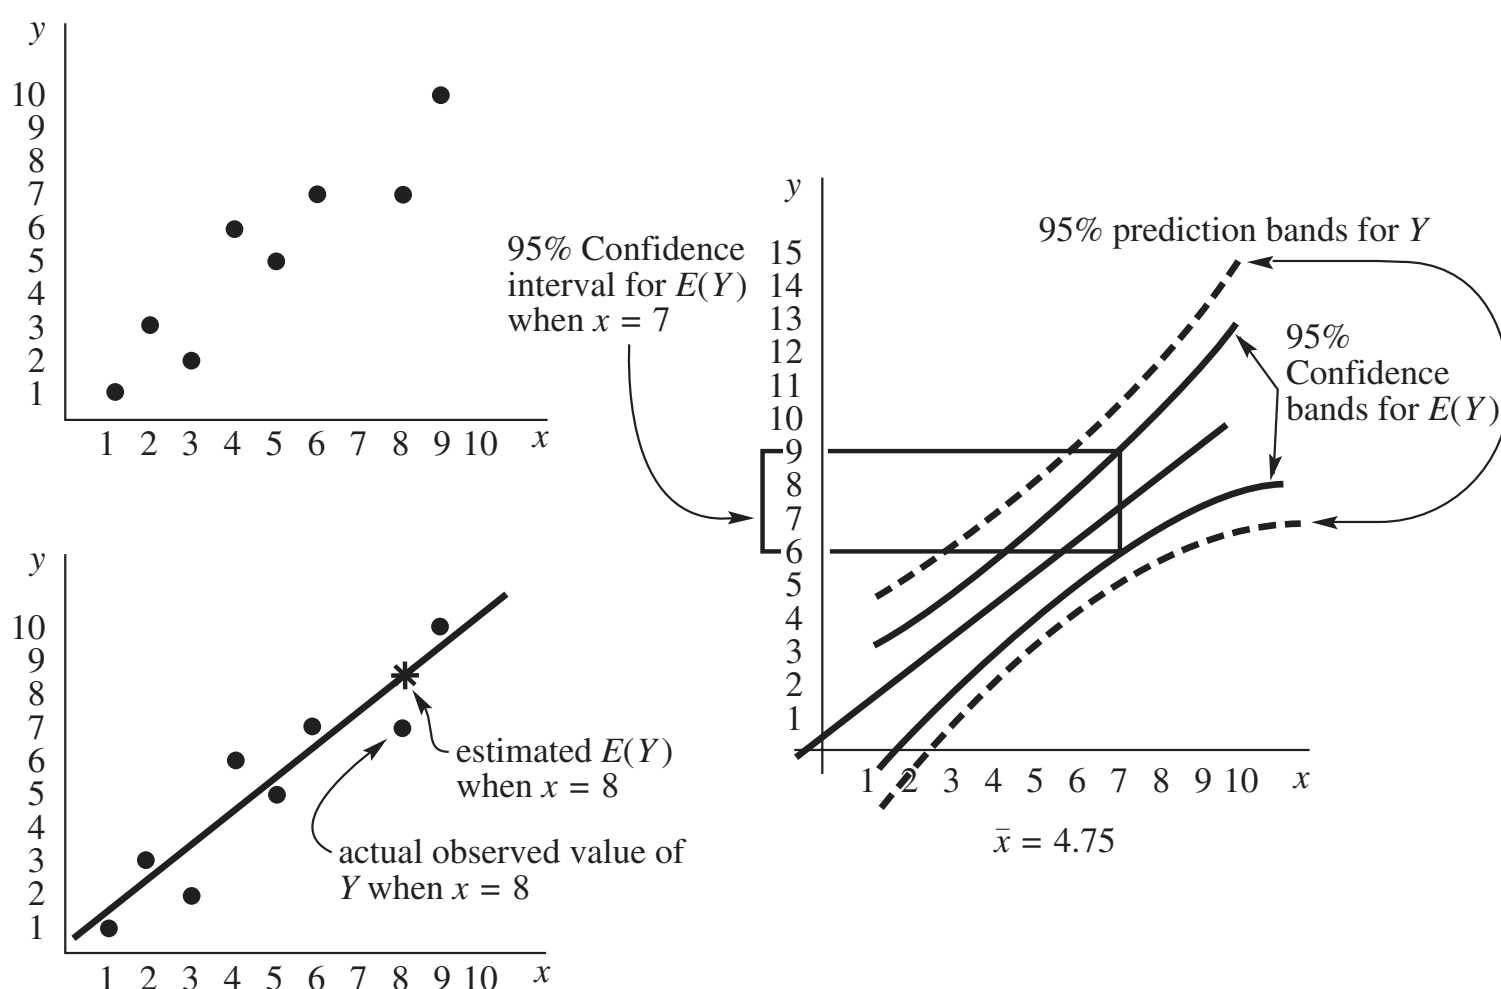 y
10
9
8
7
6
5
4
3
2
1
1 2 3 4 5 6 7 8 9 10 x
95% Confidence
interval for E(Y)
when x = 7
y
15
14
13
12
11
10
9
8
7
6
5
4
3
2
1
1 2 3 4 5 6 7 8 9 10 x
x̄ = 4.75
95% prediction bands for Y
95%
Confidence
bands for E(Y)
y
10
9
8
7
6
5
4
3
2
1
1 2 3 4 5 6 7 8 9 10 x
estimated E(Y)
when x = 8
actual observed value of
Y when x = 8